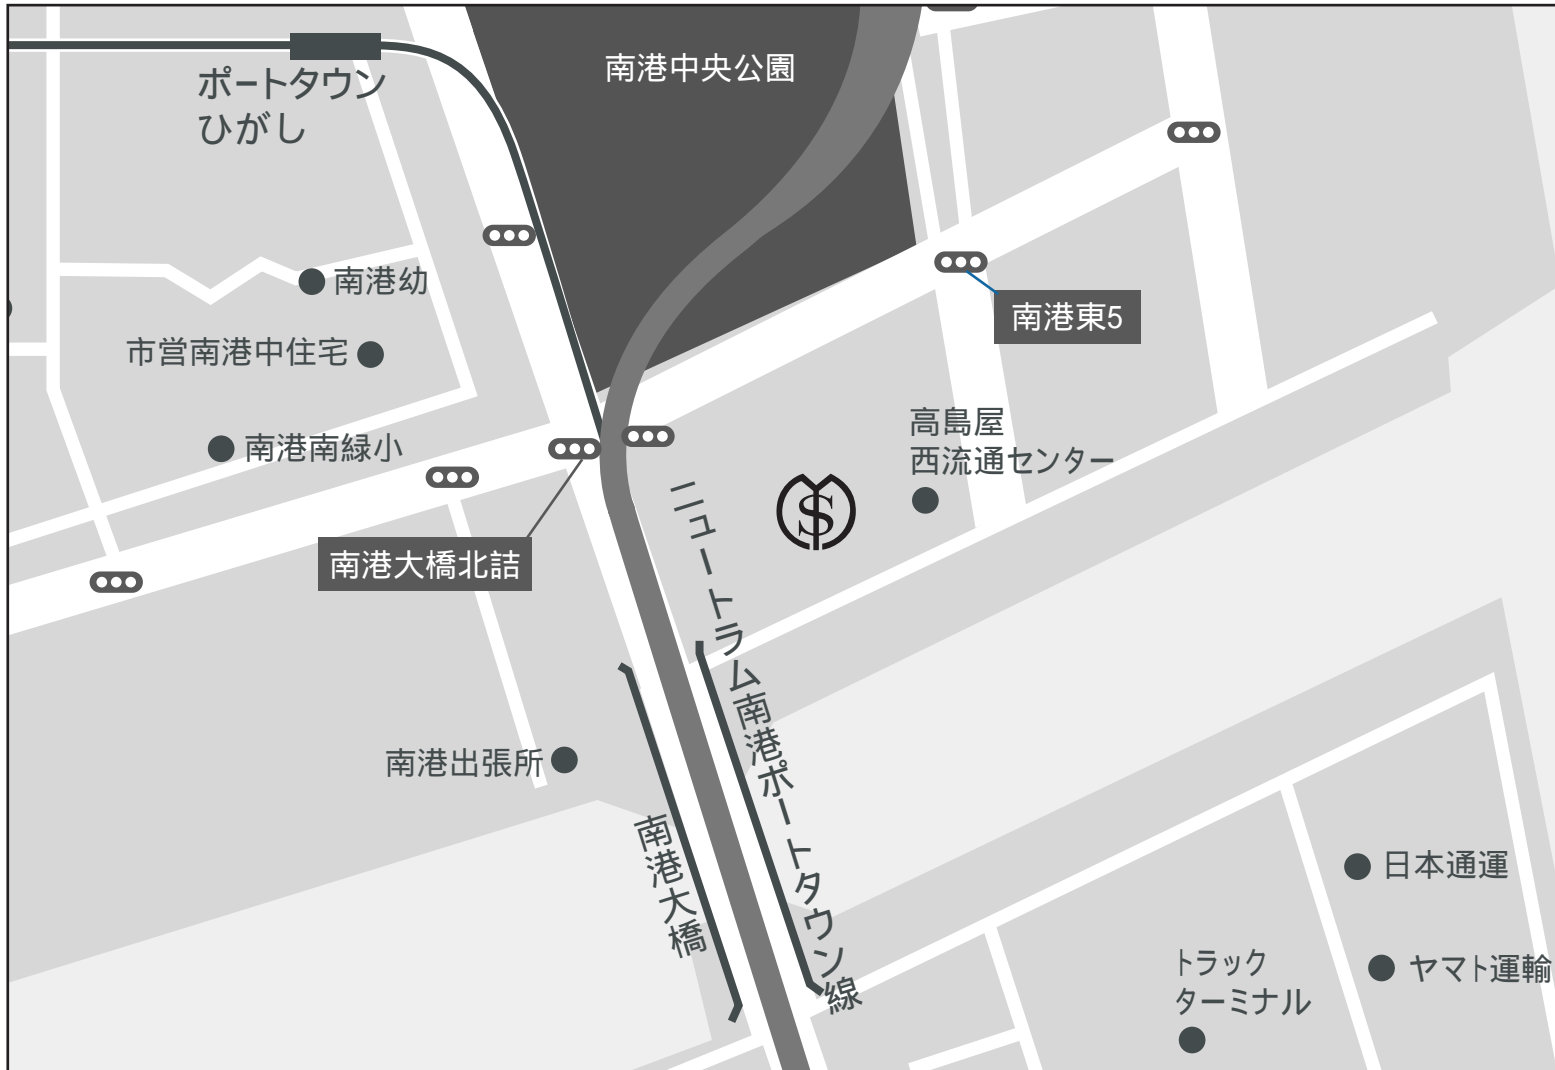 南港中央公園
ポートタウン
ひがし
南港幼
南港東5
市営南港中住宅
高島屋
西流通センター
南港南緑小
南港大橋北詰
ニュートラム南港ポートタウン線
南港出張所
南港大橋
日本通運
トラック
ターミナル
ヤマト運輸